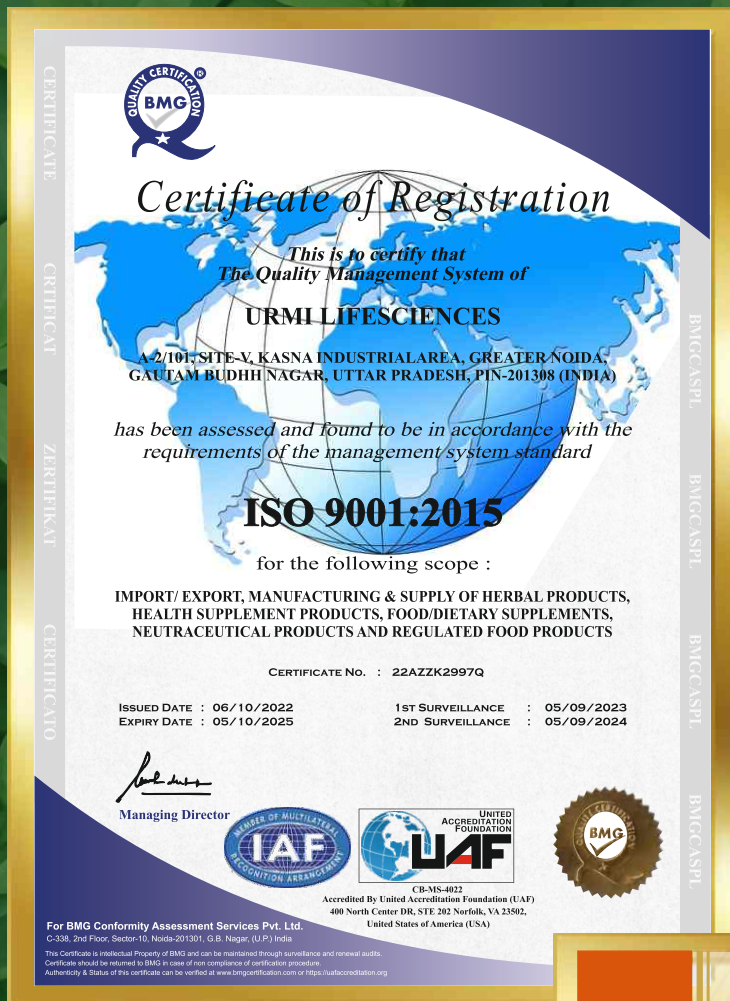 QUALITY CERTIFICATION
®
BMG
Certificate of Registration
This is to certify that
The Quality Management System of
URMI LIFESCIENCES
A-2/101, SITE-V, KASNA INDUSTRIALAREA, GREATER NOIDA,
GAUTAM BUDHH NAGAR, UTTAR PRADESH, PIN-201308 (INDIA)
has been assessed and found to be in accordance with the
requirements of the management system standard
ISO 9001:2015
for the following scope :
IMPORT/ EXPORT, MANUFACTURING & SUPPLY OF HERBAL PRODUCTS,
HEALTH SUPPLEMENT PRODUCTS, FOOD/DIETARY SUPPLEMENTS,
NEUTRACEUTICAL PRODUCTS AND REGULATED FOOD PRODUCTS
CERTIFICATE NO. : 22AZZK2997Q
ISSUED DATE : 06/10/2022
EXPIRY DATE : 05/10/2025
1ST SURVEILLANCE : 05/09/2023
2ND SURVEILLANCE : 05/09/2024
Managing Director
MEMBER OF MULTILATERAL
IAF
RECOGNITION ARRANGEMENT
UNITED
ACCREDITATION
FOUNDATION
UAF
CB-MS-4022
Accredited By United Accreditation Foundation (UAF)
400 North Center DR, STE 202 Norfolk, VA 23502,
United States of America (USA)
BMG
For BMG Conformity Assessment Services Pvt. Ltd.
C-338, 2nd Floor, Sector-10, Noida-201301, G.B. Nagar, (U.P.) India
This Certificate is intellectual Property of BMG and can be maintained through surveillance and renewal audits.
Certificate should be returned to BMG in case of non compliance of certification procedure.
Authenticity & Status of this certificate can be verified at www.bmgcertification.com or https://uafaccreditation.org
CERTIFICATE
CRTIFICAT
ZERTIFIKAT
CERTIFICATO
BMGCASPL
BMGCASPL
BMGCASPL
BMGCASPL